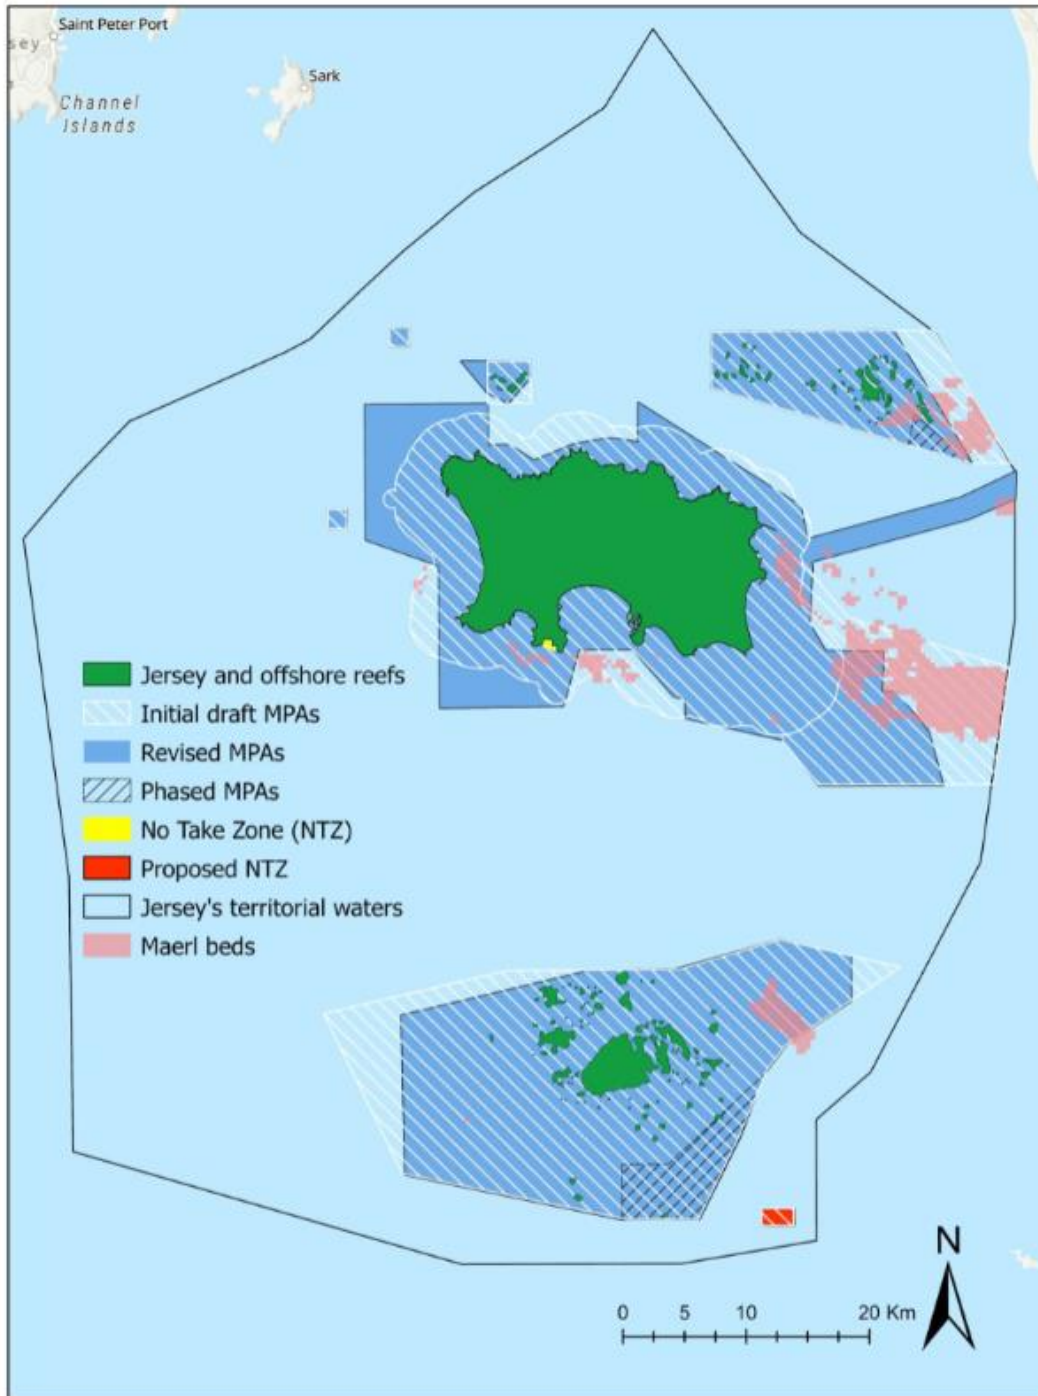 Saint Peter Port
sey
Sark
Channel
Islands
Jersey and offshore reefs
Initial draft MPAs
Revised MPAs
Phased MPAs
No Take Zone (NTZ)
Proposed NTZ
Jersey's territorial waters
Maerl beds
N
0 5 10 20 Km